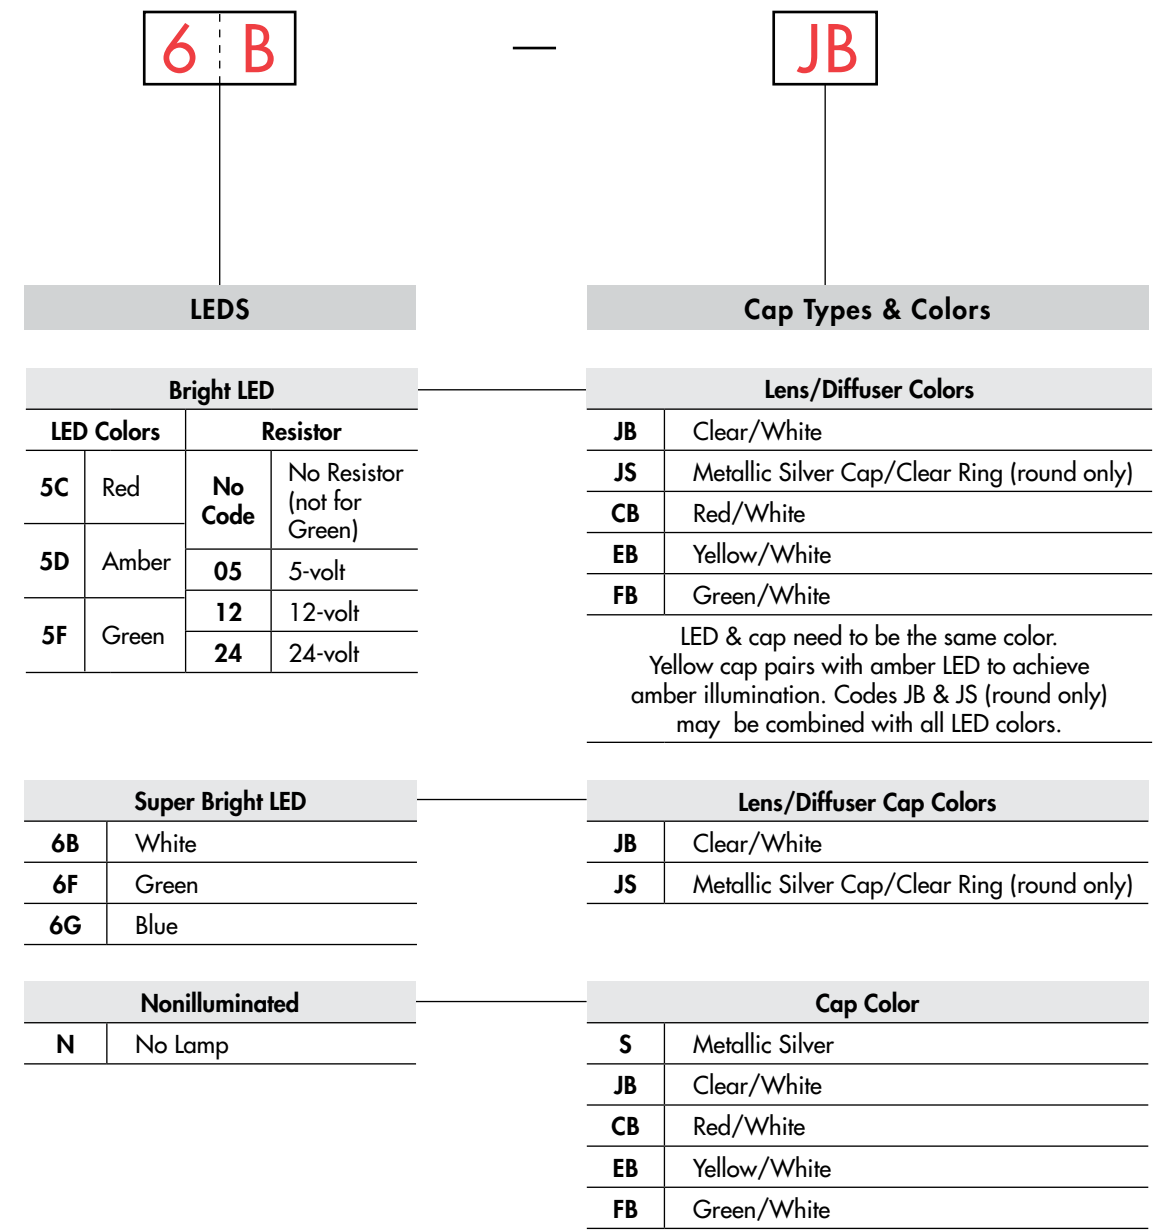 6 B — JB
LEDS
Cap Types & Colors
Bright LED
LED Colors Resistor
5C Red
5D Amber
5F Green
No Code
No Resistor
(not for
Green)
05 5-volt
12 12-volt
24 24-volt
Lens/Diffuser Colors
JB Clear/White
JS Metallic Silver Cap/Clear Ring (round only)
CB Red/White
EB Yellow/White
FB Green/White
LED & cap need to be the same color.
Yellow cap pairs with amber LED to achieve
amber illumination. Codes JB & JS (round only)
may be combined with all LED colors.
Super Bright LED
6B White
6F Green
6G Blue
Lens/Diffuser Cap Colors
JB Clear/White
JS Metallic Silver Cap/Clear Ring (round only)
Nonilluminated
N No Lamp
Cap Color
S Metallic Silver
JB Clear/White
CB Red/White
EB Yellow/White
FB Green/White